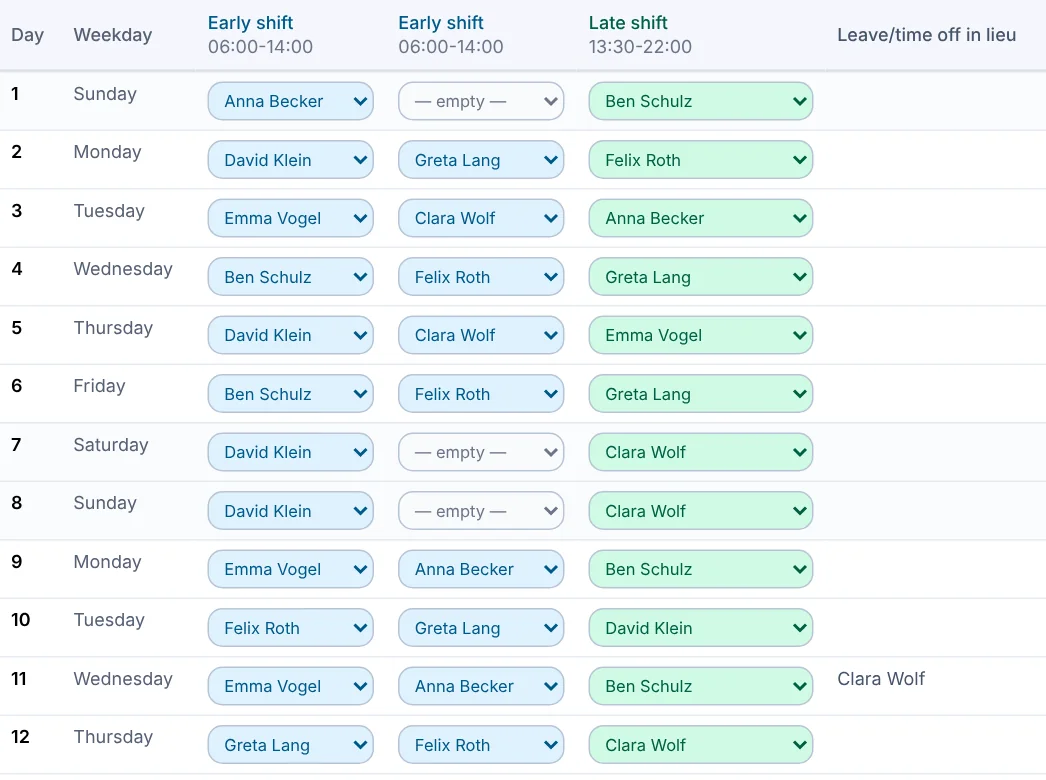 Day Weekday Early shift Early shift Late shift Leave/time off in lieu
06:00-14:00 06:00-14:00 13:30-22:00
1 Sunday Anna Becker — empty — Ben Schulz
2 Monday David Klein Greta Lang Felix Roth
3 Tuesday Emma Vogel Clara Wolf Anna Becker
4 Wednesday Ben Schulz Felix Roth Greta Lang
5 Thursday David Klein Clara Wolf Emma Vogel
6 Friday Ben Schulz Felix Roth Greta Lang
7 Saturday David Klein — empty — Clara Wolf
8 Sunday David Klein — empty — Clara Wolf
9 Monday Emma Vogel Anna Becker Ben Schulz
10 Tuesday Felix Roth Greta Lang David Klein
11 Wednesday Emma Vogel Anna Becker Ben Schulz Clara Wolf
12 Thursday Greta Lang Felix Roth Clara Wolf